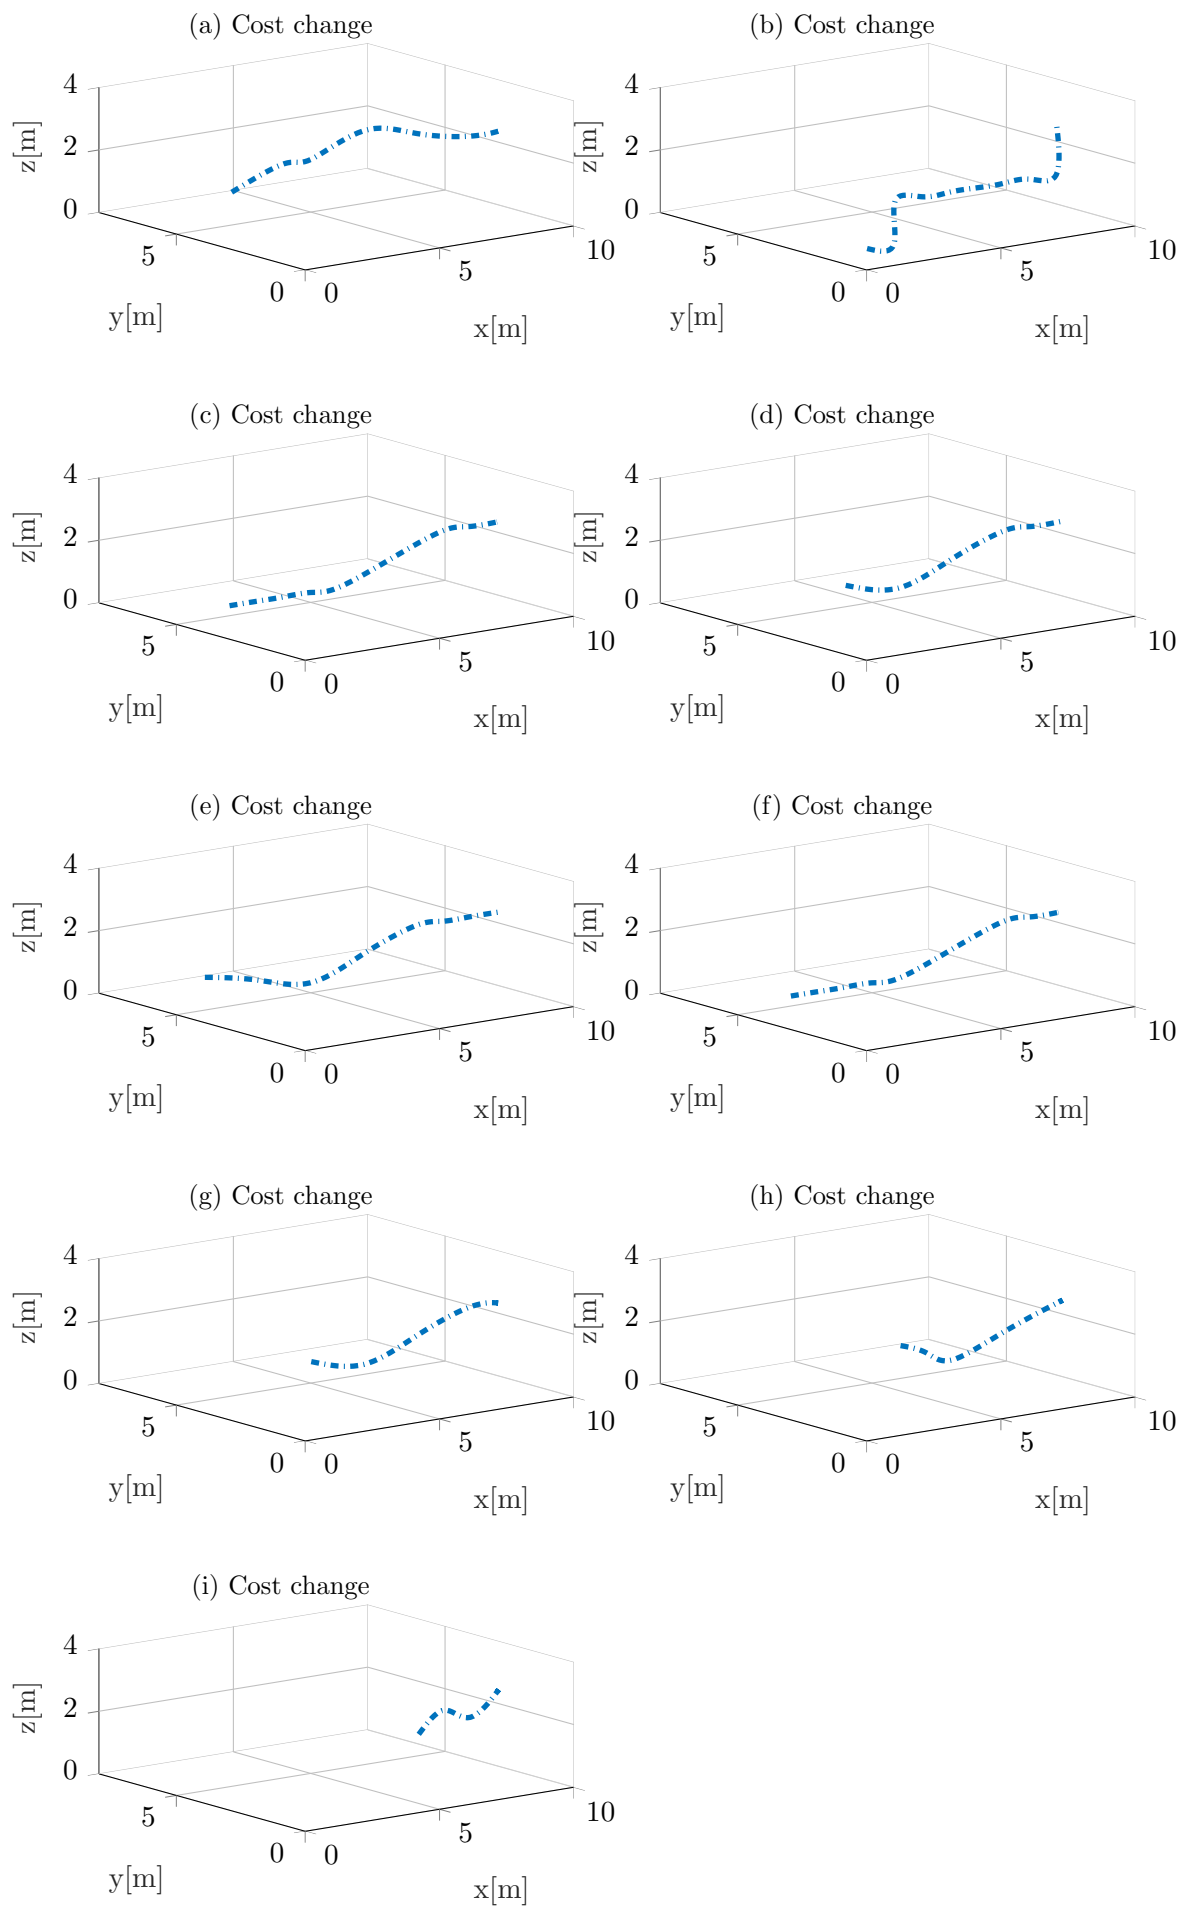 (a) Cost change
4
2
0
z[m]
5
0
y[m]
0
5
10
x[m]
(b) Cost change
4
2
0
z[m]
5
0
y[m]
0
5
10
x[m]
(c) Cost change
4
2
0
z[m]
5
0
y[m]
0
5
10
x[m]
(d) Cost change
4
2
0
z[m]
5
0
y[m]
0
5
10
x[m]
(e) Cost change
4
2
0
z[m]
5
0
y[m]
0
5
10
x[m]
(f) Cost change
4
2
0
z[m]
5
0
y[m]
0
5
10
x[m]
(g) Cost change
4
2
0
z[m]
5
0
y[m]
0
5
10
x[m]
(h) Cost change
4
2
0
z[m]
5
0
y[m]
0
5
10
x[m]
(i) Cost change
4
2
0
z[m]
5
0
y[m]
0
5
10
x[m]